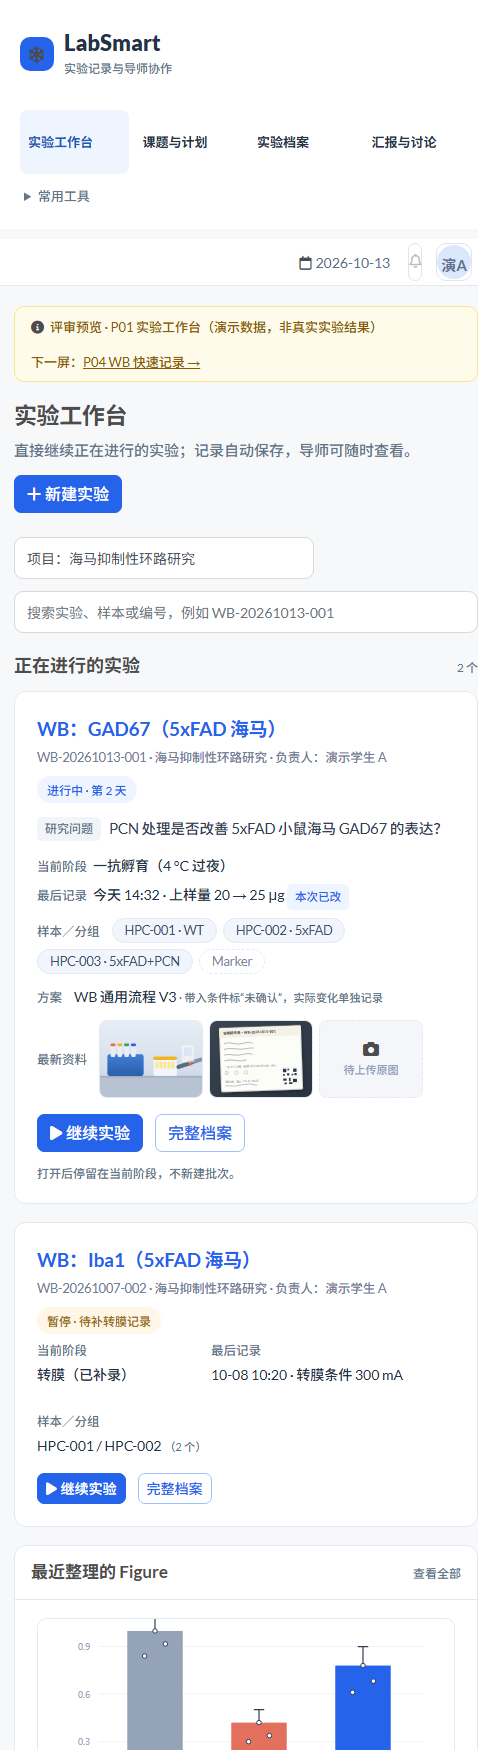 LabSmart
实验记录与导师协作
实验工作台 课题与计划 实验档案 汇报与讨论
▶ 常用工具
2026-10-13 演A
评审预览 · P01 实验工作台（演示数据，非真实实验结果）
下一屏：P04 WB 快速记录 →
实验工作台
直接继续正在进行的实验；记录自动保存，导师可随时查看。
+ 新建实验
项目：海马抑制性环路研究
搜索实验、样本或编号，例如 WB-20261013-001
正在进行的实验 2 个
WB：GAD67（5xFAD 海马）
WB-20261013-001 · 海马抑制性环路研究 · 负责人：演示学生 A
进行中 · 第 2 天
研究问题 PCN 处理是否改善 5xFAD 小鼠海马 GAD67 的表达？
当前阶段 一抗孵育（4 °C 过夜）
最后记录 今天 14:32 · 上样量 20 → 25 µg 本次已改
样本／分组 HPC-001 · WT HPC-002 · 5xFAD
HPC-003 · 5xFAD+PCN Marker
方案 WB 通用流程 V3 · 带入条件标“未确认”，实际变化单独记录
最新资料 待上传原图
继续实验 完整档案
打开后停留在当前阶段，不新建批次。
WB：Iba1（5xFAD 海马）
WB-20261007-002 · 海马抑制性环路研究 · 负责人：演示学生 A
暂停 · 待补转膜记录
当前阶段 最后记录
转膜（已补录） 10-08 10:20 · 转膜条件 300 mA
样本／分组
HPC-001 / HPC-002 （2 个）
继续实验 完整档案
最近整理的 Figure 查看全部
0.9
0.6
0.3